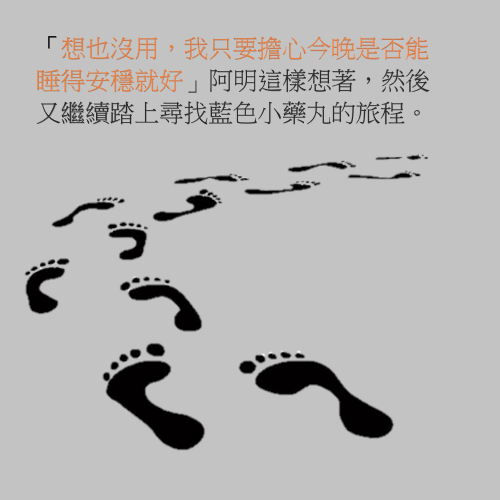 「想也沒用，我只要擔心今晚是否能
睡得安穩就好」阿明這樣想著，然後
又繼續踏上尋找藍色小藥丸的旅程。